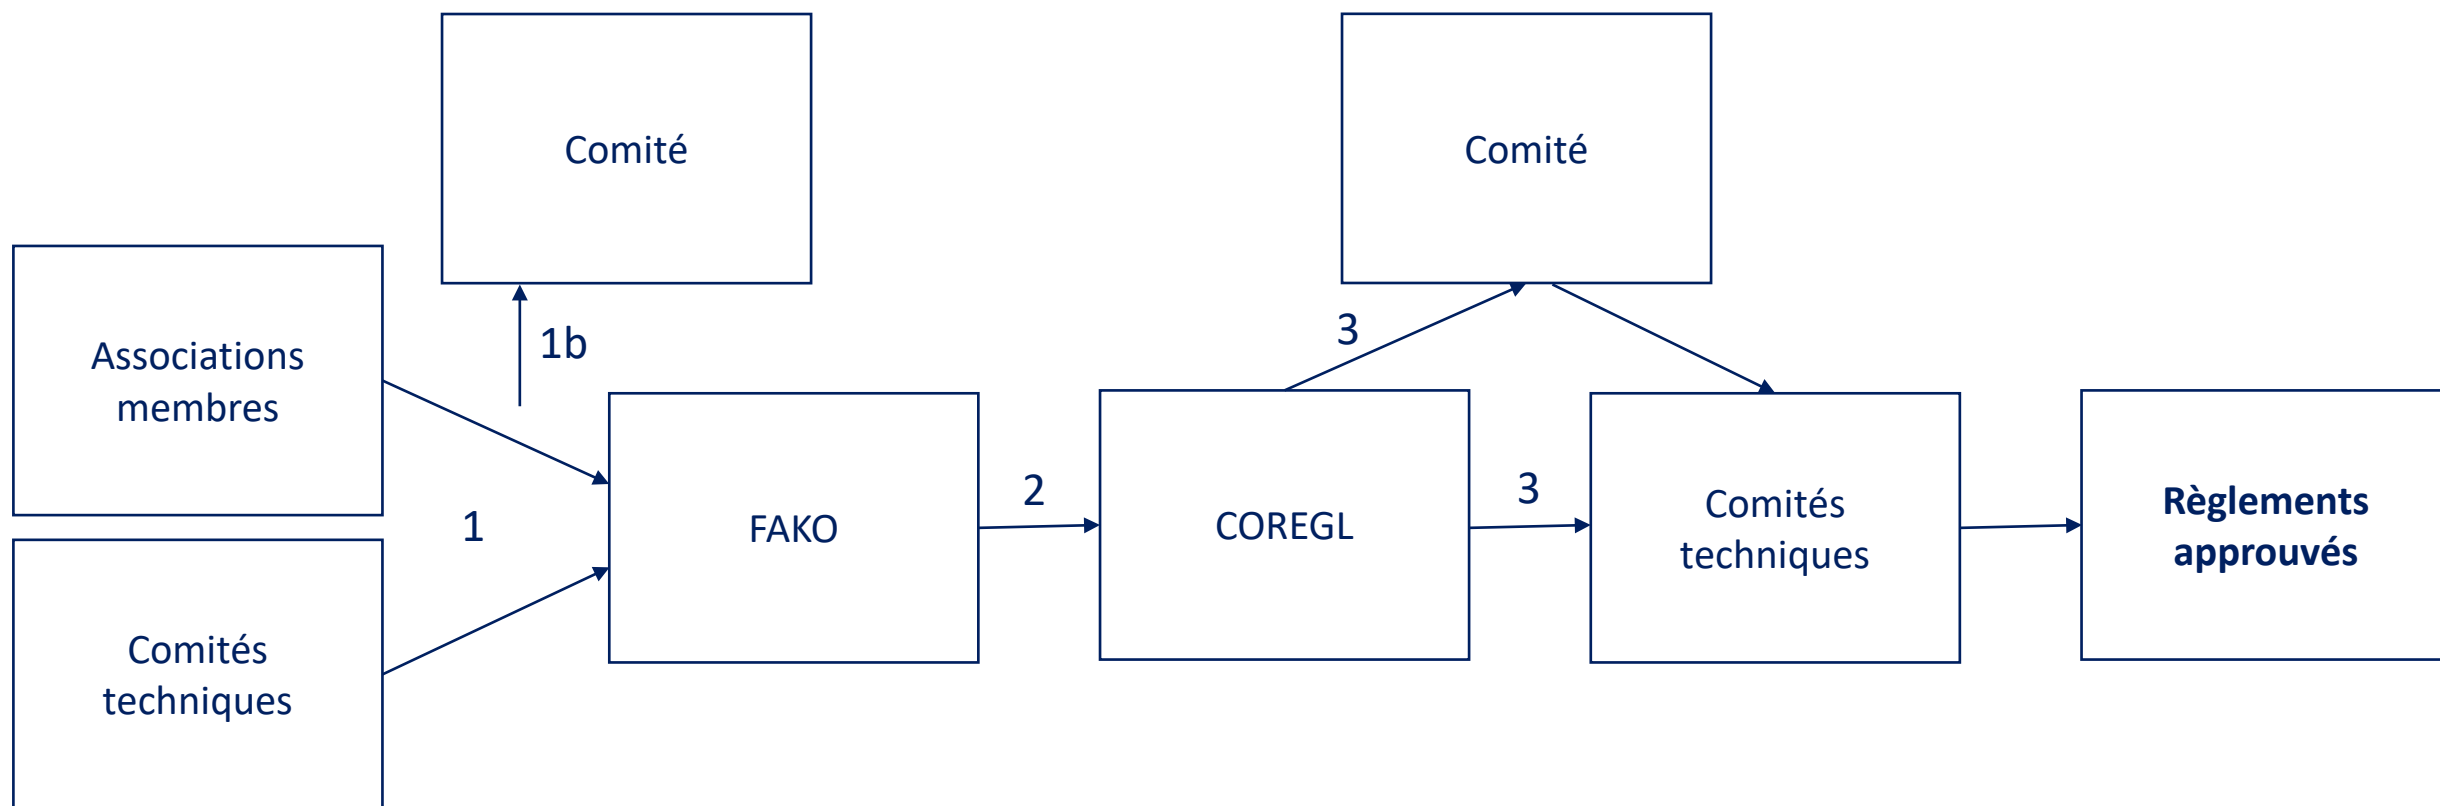 Comité
Comité
Associations
membres
1b
3
1
FAKO
2
COREGL
3
Comités
techniques
Règlements
approuvés
Comités
techniques